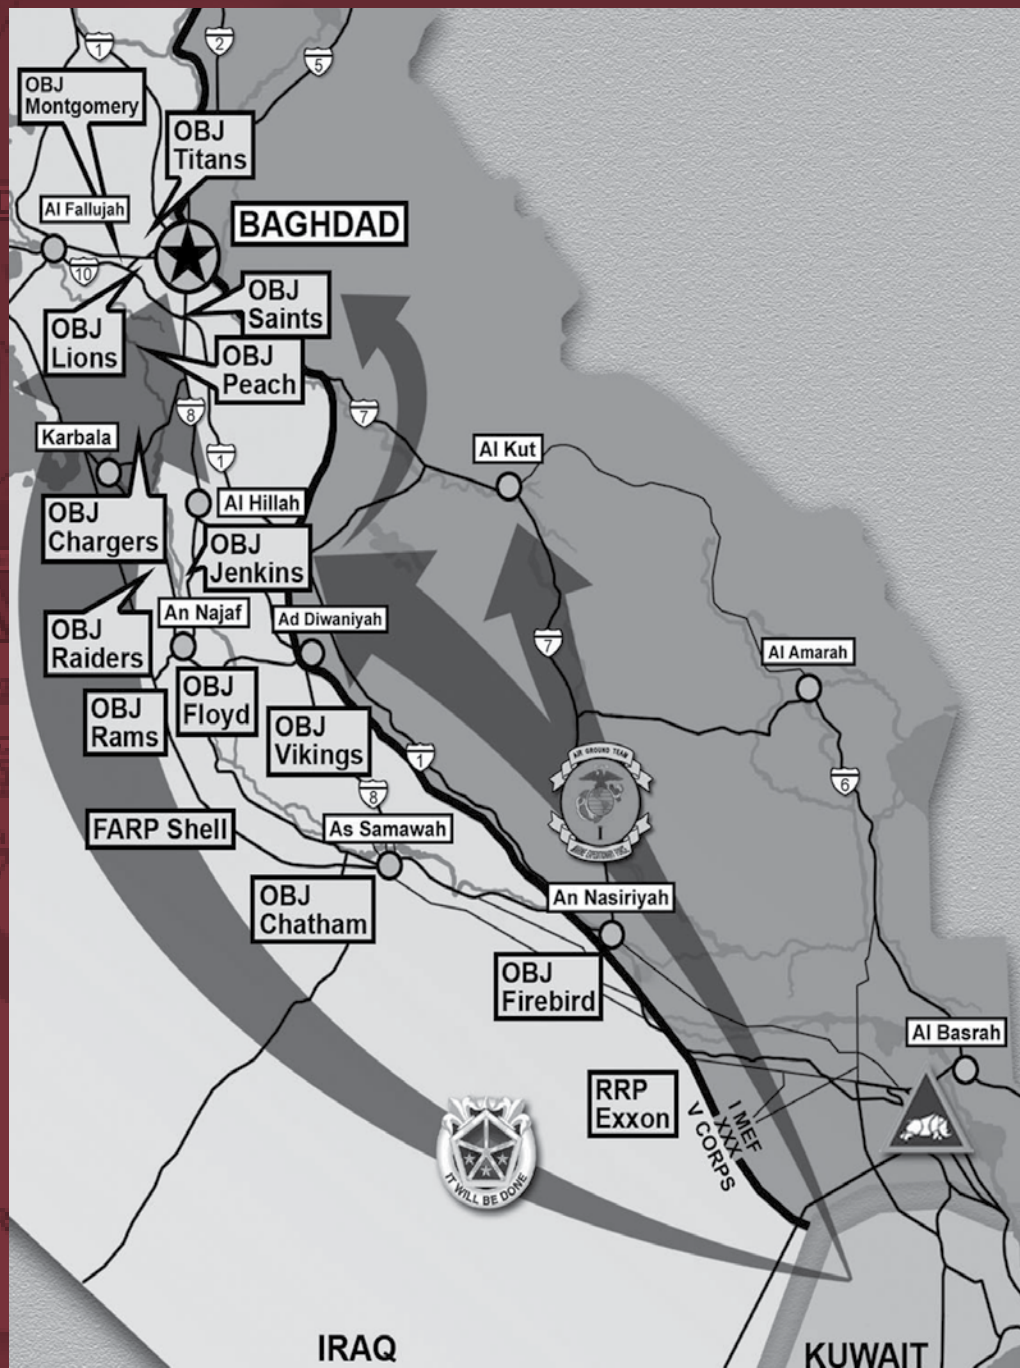 1
2
5
OBJ
Montgomery
OBJ
Titans
Al Fallujah
BAGHDAD
10
OBJ
Saints
OBJ
Lions
OBJ
Peach
8
7
Karbala
1
Al Kut
Al Hillah
OBJ
Chargers
OBJ
Jenkins
An Najaf
Ad Diwaniyah
OBJ
Raiders
7
Al Amarah
OBJ
Floyd
OBJ
Rams
OBJ
Vikings
1
AIR GROUND TEAM
6
8
I
FARP Shell
As Samawah
An Nasiriyah
OBJ
Chatham
OBJ
Firebird
Al Basrah
RRP
Exxon
I MEF
XXX
V CORPS
IT WILL BE DONE
IRAQ
KUWAIT